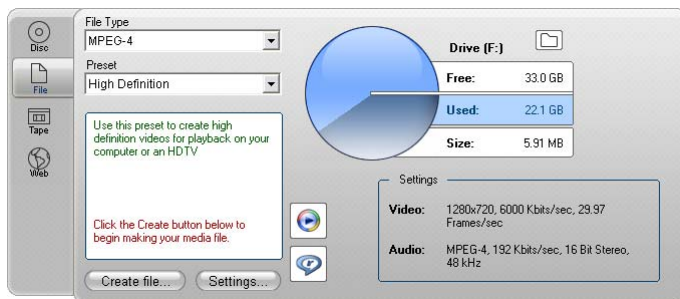 Disc
File
Tape
Web
File Type
MPEG-4
Preset
High Definition
Use this preset to create high
definition videos for playback on your
computer or an HDTV
Click the Create button below to
begin making your media file.
Create file...
Settings...
Drive (F:)
Free: 33.0 GB
Used: 22.1 GB
Size: 5.91 MB
Settings
Video: 1280x720, 6000 Kbits/sec, 29.97
Frames/sec
Audio: MPEG-4, 192 Kbits/sec, 16 Bit Stereo,
48 kHz